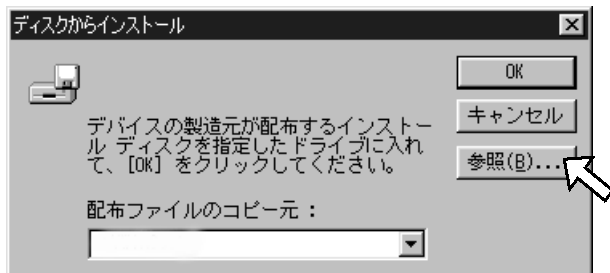 ディスクからインストール
OK
デバイスの製造元が配布するインストー
ル ディスクを指定したドライブに入れ
て、[OK] をクリックしてください。
キャンセル
参照(B)...
配布ファイルのコピー元：